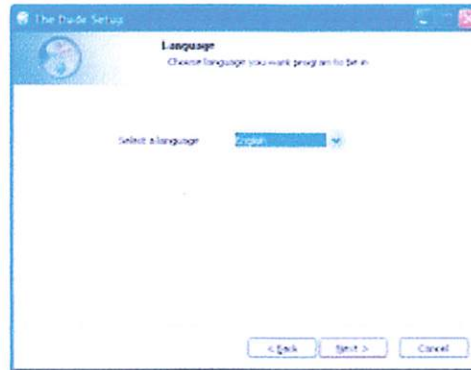 The Dude Setup
Language
Choose language you want program to be in
Select a language English
< Back Next > Cancel